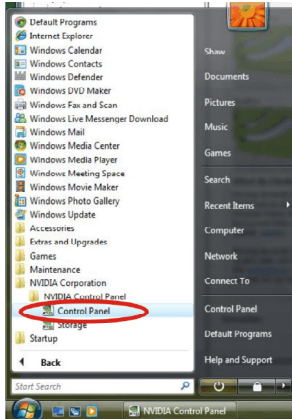 Default Programs
Internet Explorer
Windows Calendar
Windows Contacts
Windows Defender
Windows DVD Maker
Windows Fax and Scan
Windows Live Messenger Download
Windows Mail
Windows Media Center
Windows Media Player
Windows Meeting Space
Windows Movie Maker
Windows Photo Gallery
Windows Update
Accessories
Extras and Upgrades
Games
Maintenance
NVIDIA Corporation
NVIDIA Control Panel
Control Panel
Storage
Startup
Back
Start Search
Shaw
Documents
Pictures
Music
Games
Search
Recent Items
Computer
Network
Connect To
Control Panel
Default Programs
Help and Support
NVIDIA Control Panel